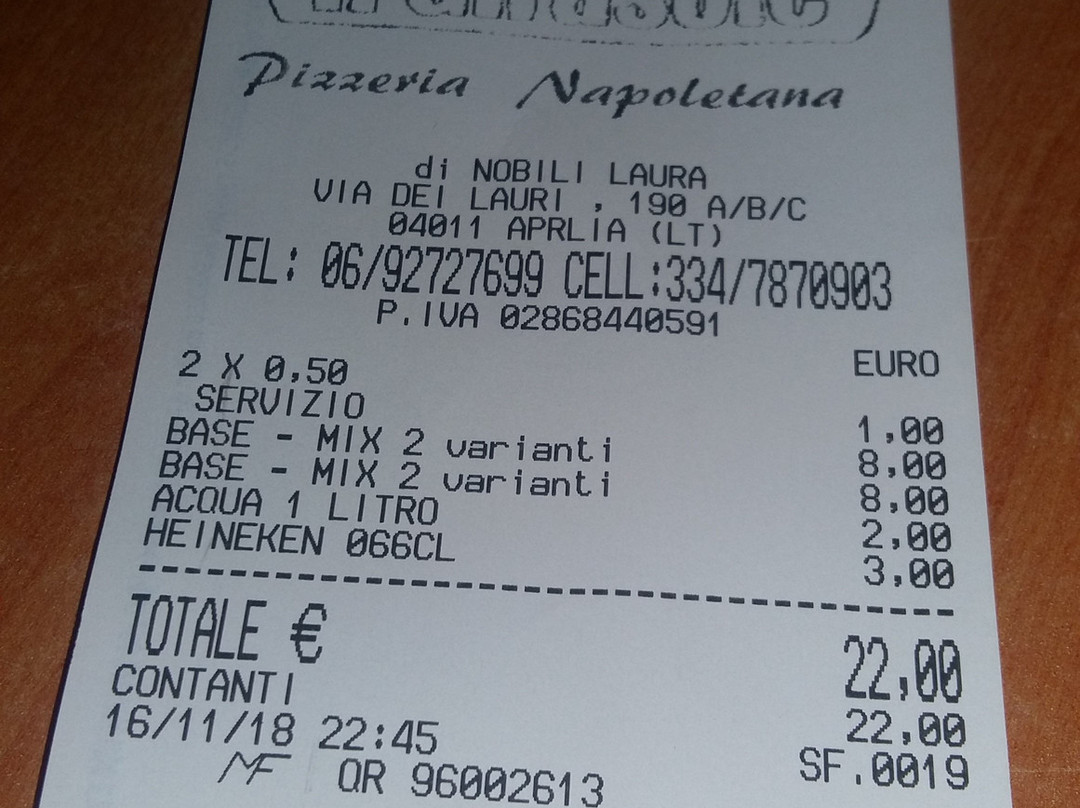 Pizzeria Napoletana
di NOBILI LAURA
VIA DEI LAURI , 190 A/B/C
04011 APRLIA (LT)
TEL: 06/92727699 CELL:334/7870903
P.IVA 02868440591
EURO
2 X 0,50
SERVIZIO 1,00
BASE - MIX 2 varianti 8,00
BASE - MIX 2 varianti 8,00
ACQUA 1 LITRO 2,00
HEINEKEN 066CL 3,00
TOTALE € 22,00
CONTANTI 22,00
16/11/18 22:45 SF.0019
MF QR 96002613